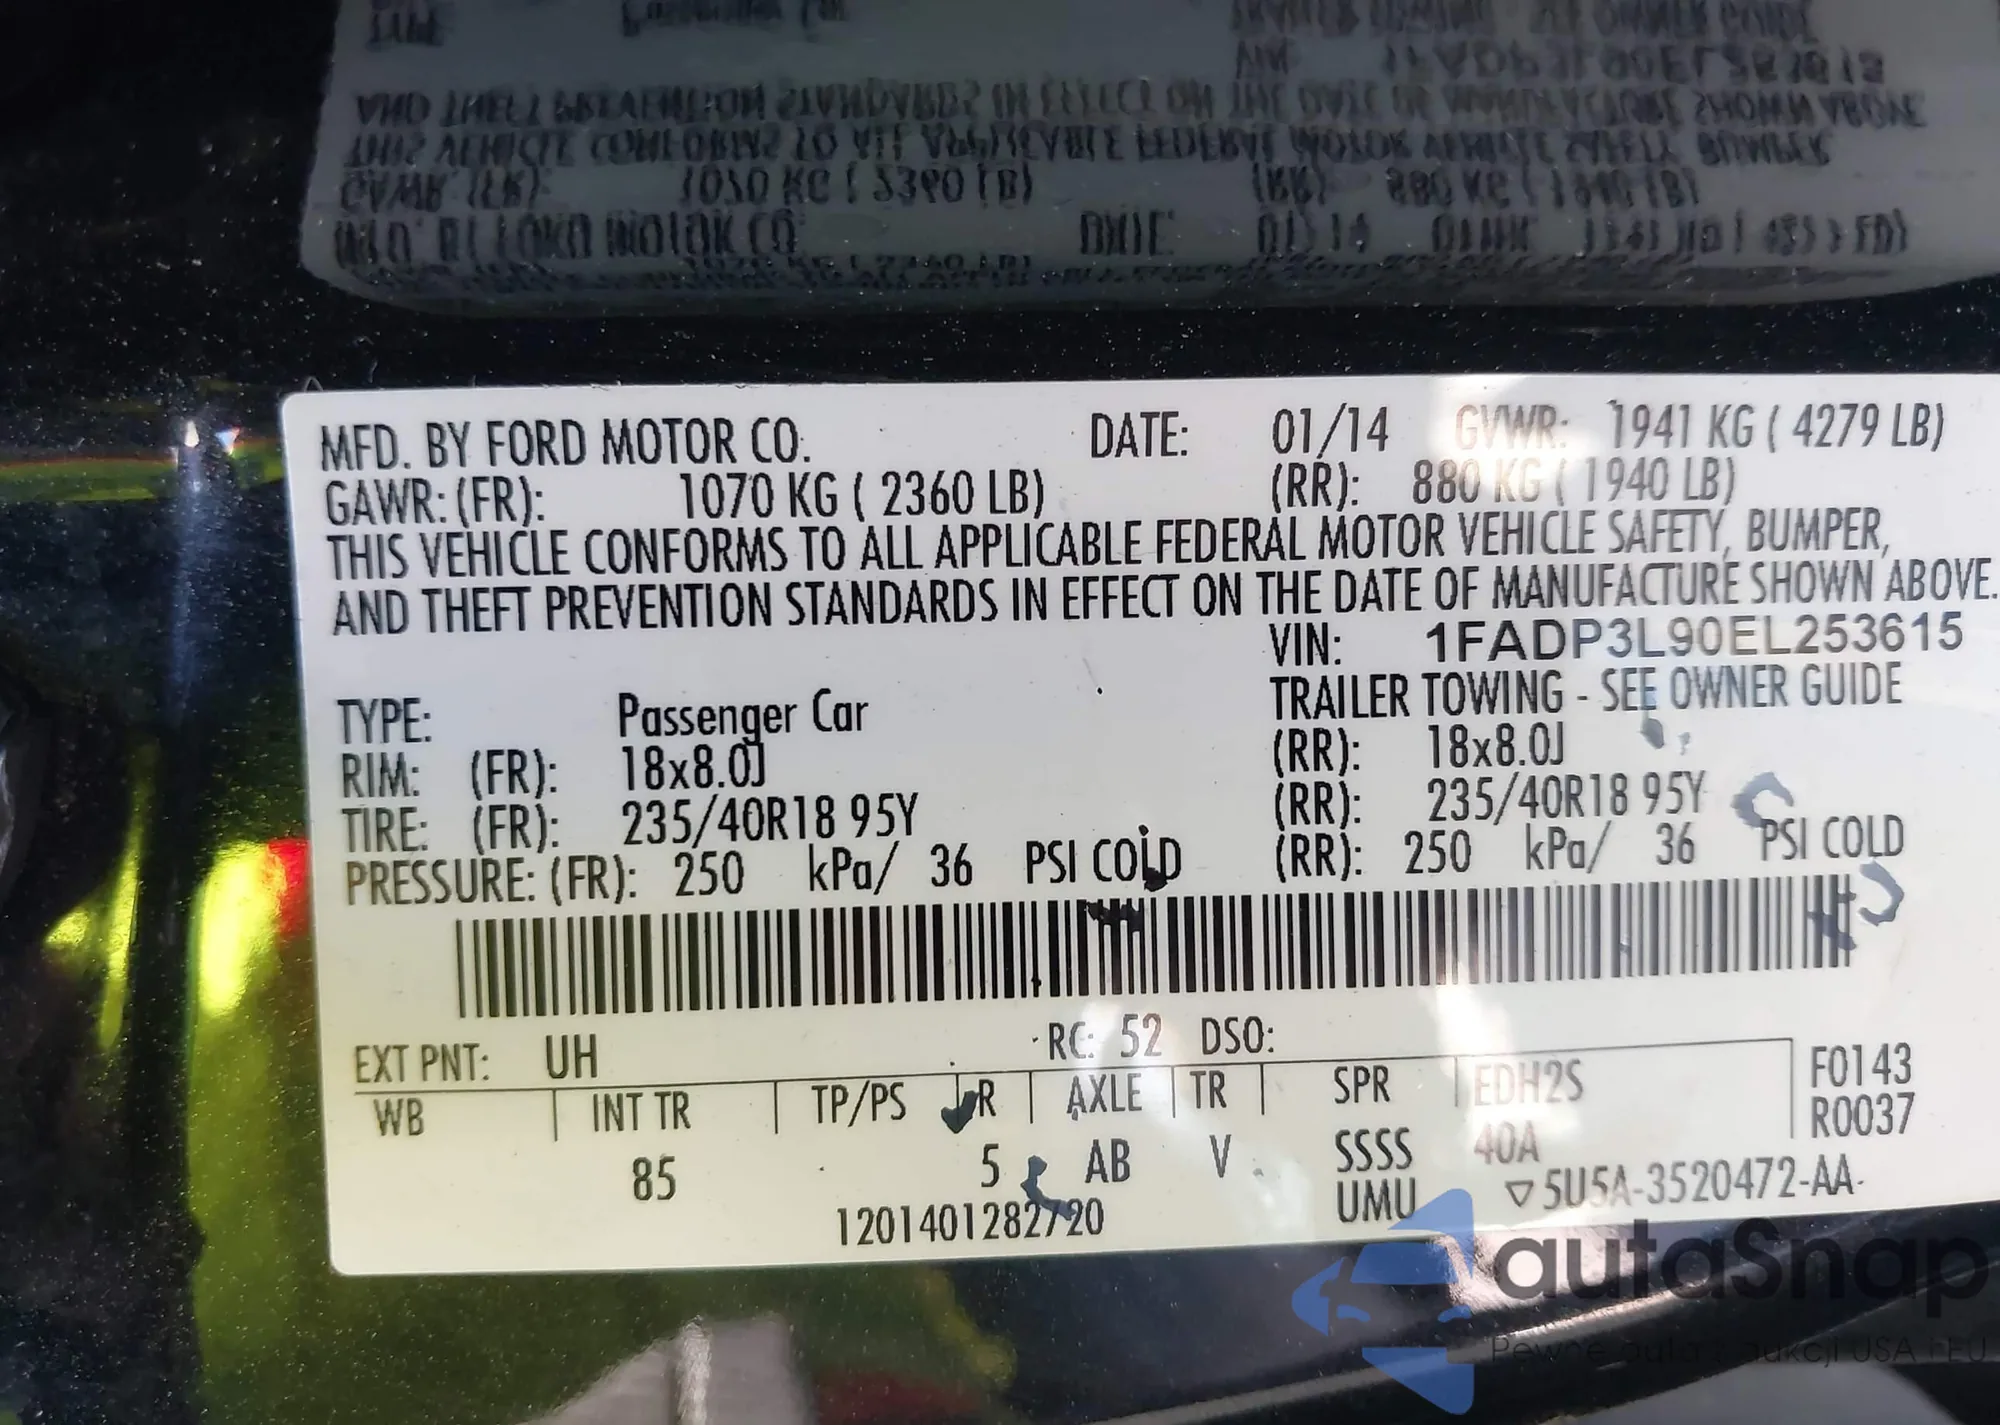 MFD. BY FORD MOTOR CO. DATE: 01/14 GVWR: 1941 KG ( 4279 LB)
GAWR: (FR): 1070 KG ( 2360 LB) (RR): 880 KG ( 1940 LB)
THIS VEHICLE CONFORMS TO ALL APPLICABLE FEDERAL MOTOR VEHICLE SAFETY, BUMPER,
AND THEFT PREVENTION STANDARDS IN EFFECT ON THE DATE OF MANUFACTURE SHOWN ABOVE.
VIN: 1FADP3L90EL253615
TYPE: Passenger Car TRAILER TOWING - SEE OWNER GUIDE
RIM: (FR): 18x8.0J (RR): 18x8.0J
TIRE: (FR): 235/40R18 95Y (RR): 235/40R18 95Y
PRESSURE: (FR): 250 kPa/ 36 PSI COLD (RR): 250 kPa/ 36 PSI COLD
EXT PNT: UH RC: 52 DSO:
WB INT TR TP/PS R AXLE TR SPR EDH2S F0143
R0037
85 5 AB V SSSS 40A
UMU ▽5U5A-3520472-AA
1201401282720
autaSnap
Pewne auta z aukcji USA i EU